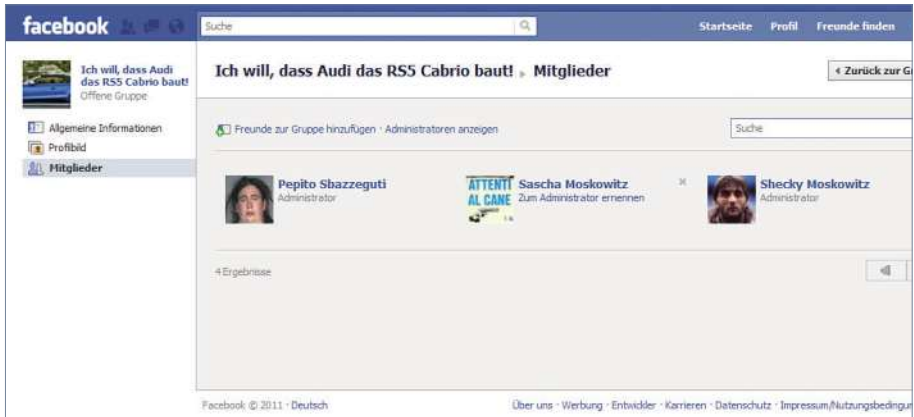 facebook
Suche
Startseite Profil Freunde finden
Ich will, dass Audi
das RS5 Cabrio baut!
Offene Gruppe
Ich will, dass Audi das RS5 Cabrio baut! ▸ Mitglieder
Zurück zur G
Allgemeine Informationen
Profilbild
Mitglieder
Freunde zur Gruppe hinzufügen · Administratoren anzeigen
Suche
Pepito Sbazzeguti
Administrator
ATTENTI
AL CANE
Sascha Moskowitz
Zum Administrator ernennen
Shecky Moskowitz
Administrator
4 Ergebnisse
Facebook © 2011 · Deutsch
Über uns · Werbung · Entwickler · Karrieren · Datenschutz · Impressum/Nutzungsbedingu